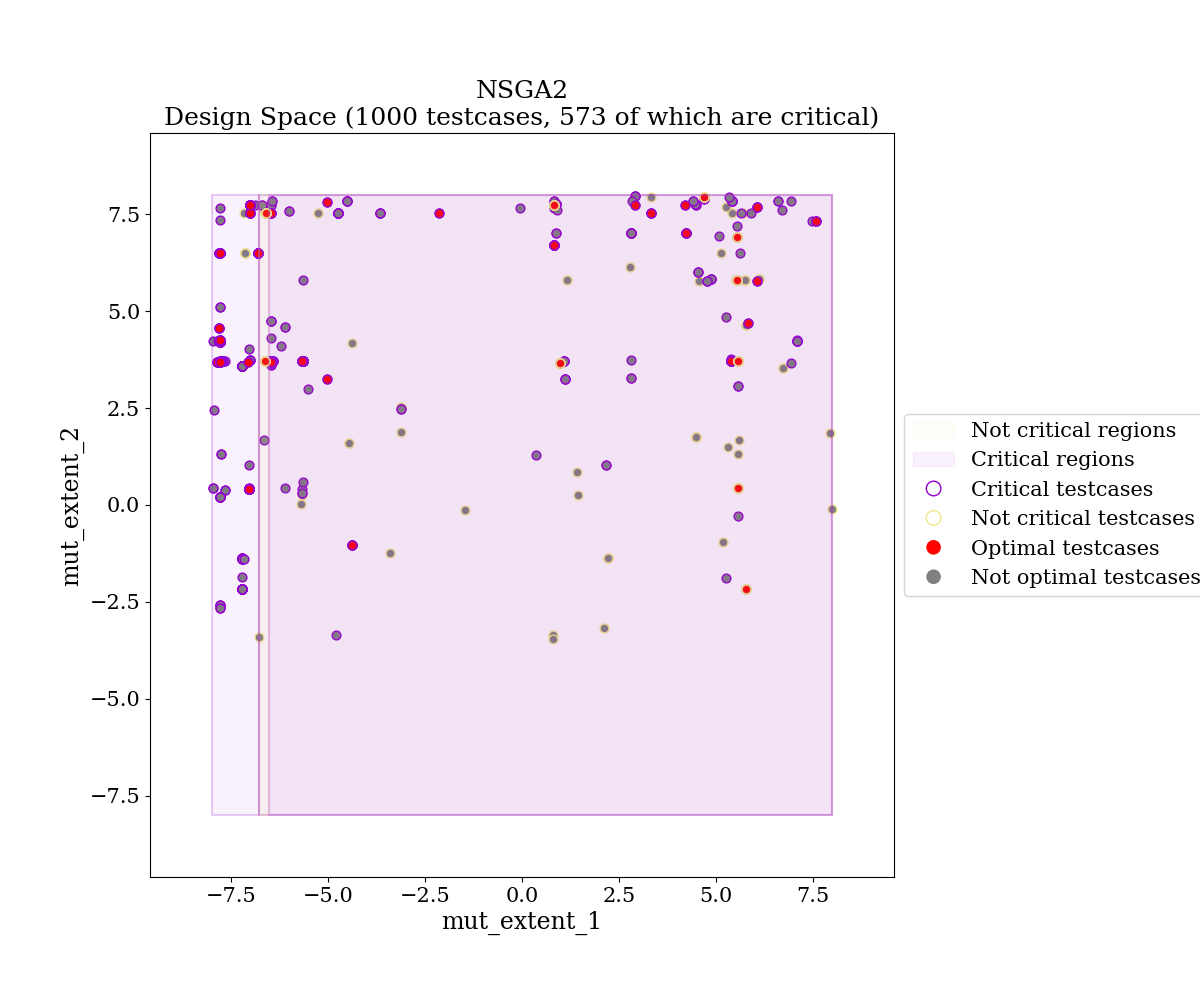 NSGA2
Design Space (1000 testcases, 573 of which are critical)
7.5
5.0
2.5
0.0
−2.5
−5.0
−7.5
mut_extent_2
−7.5
−5.0
−2.5
0.0
2.5
5.0
7.5
mut_extent_1
Not critical regions
Critical regions
Critical testcases
Not critical testcases
Optimal testcases
Not optimal testcases